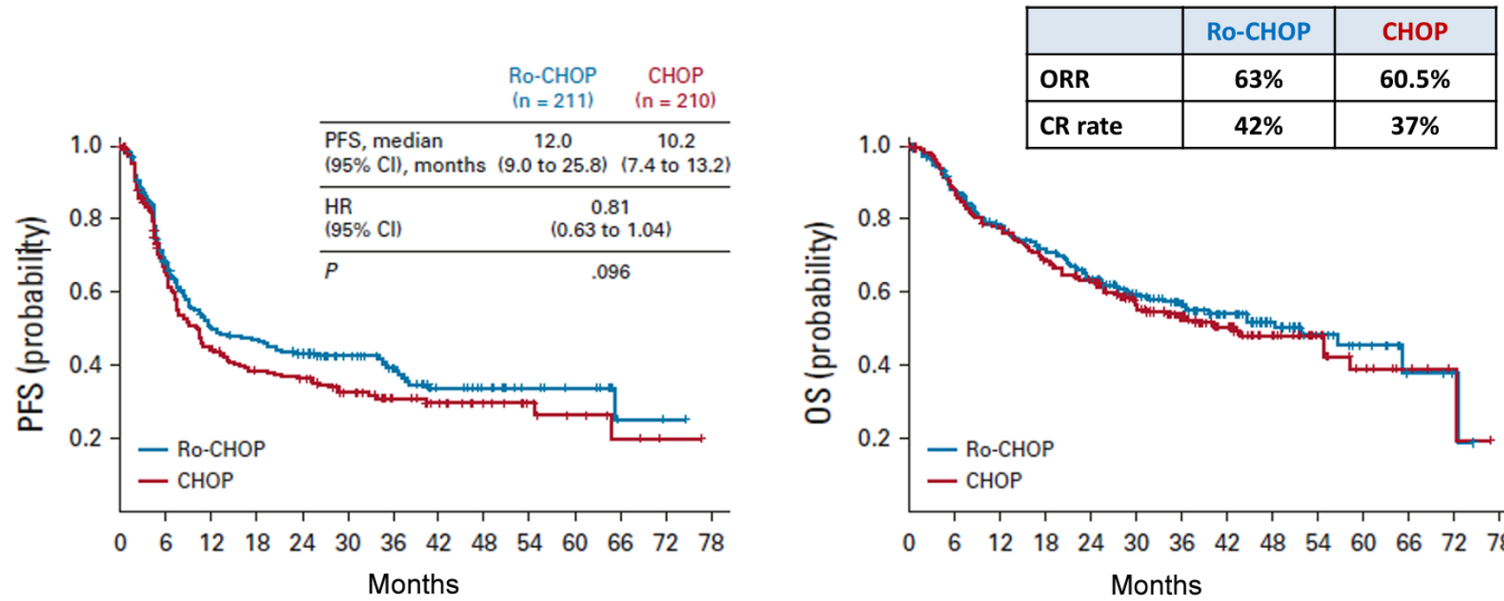 Ro-CHOP CHOP
ORR 63% 60.5%
CR rate 42% 37%
Ro-CHOP CHOP
(n = 211) (n = 210)
PFS, median 12.0 10.2
(95% CI), months (9.0 to 25.8) (7.4 to 13.2)
HR 0.81
(95% CI) (0.63 to 1.04)
P .096
PFS (probability)
1.0
0.8
0.6
0.4
0.2
Ro-CHOP
CHOP
0 6 12 18 24 30 36 42 48 54 60 66 72 78
Months
OS (probability)
1.0
0.8
0.6
0.4
0.2
Ro-CHOP
CHOP
0 6 12 18 24 30 36 42 48 54 60 66 72 78
Months